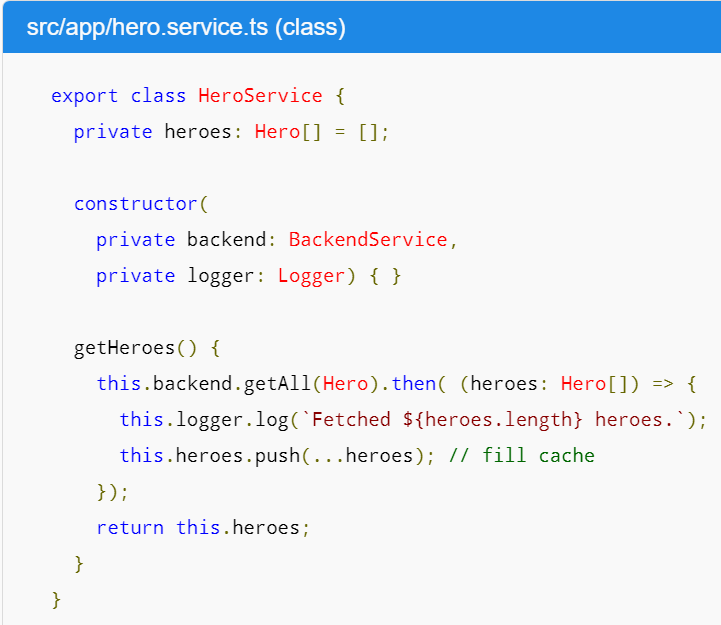 src/app/hero.service.ts (class)
export class HeroService {
private heroes: Hero[] = [];
constructor(
private backend: BackendService,
private logger: Logger) { }
getHeroes() {
this.backend.getAll(Hero).then( (heroes: Hero[]) => {
this.logger.log(`Fetched ${heroes.length} heroes.`);
this.heroes.push(...heroes); // fill cache
});
return this.heroes;
}
}